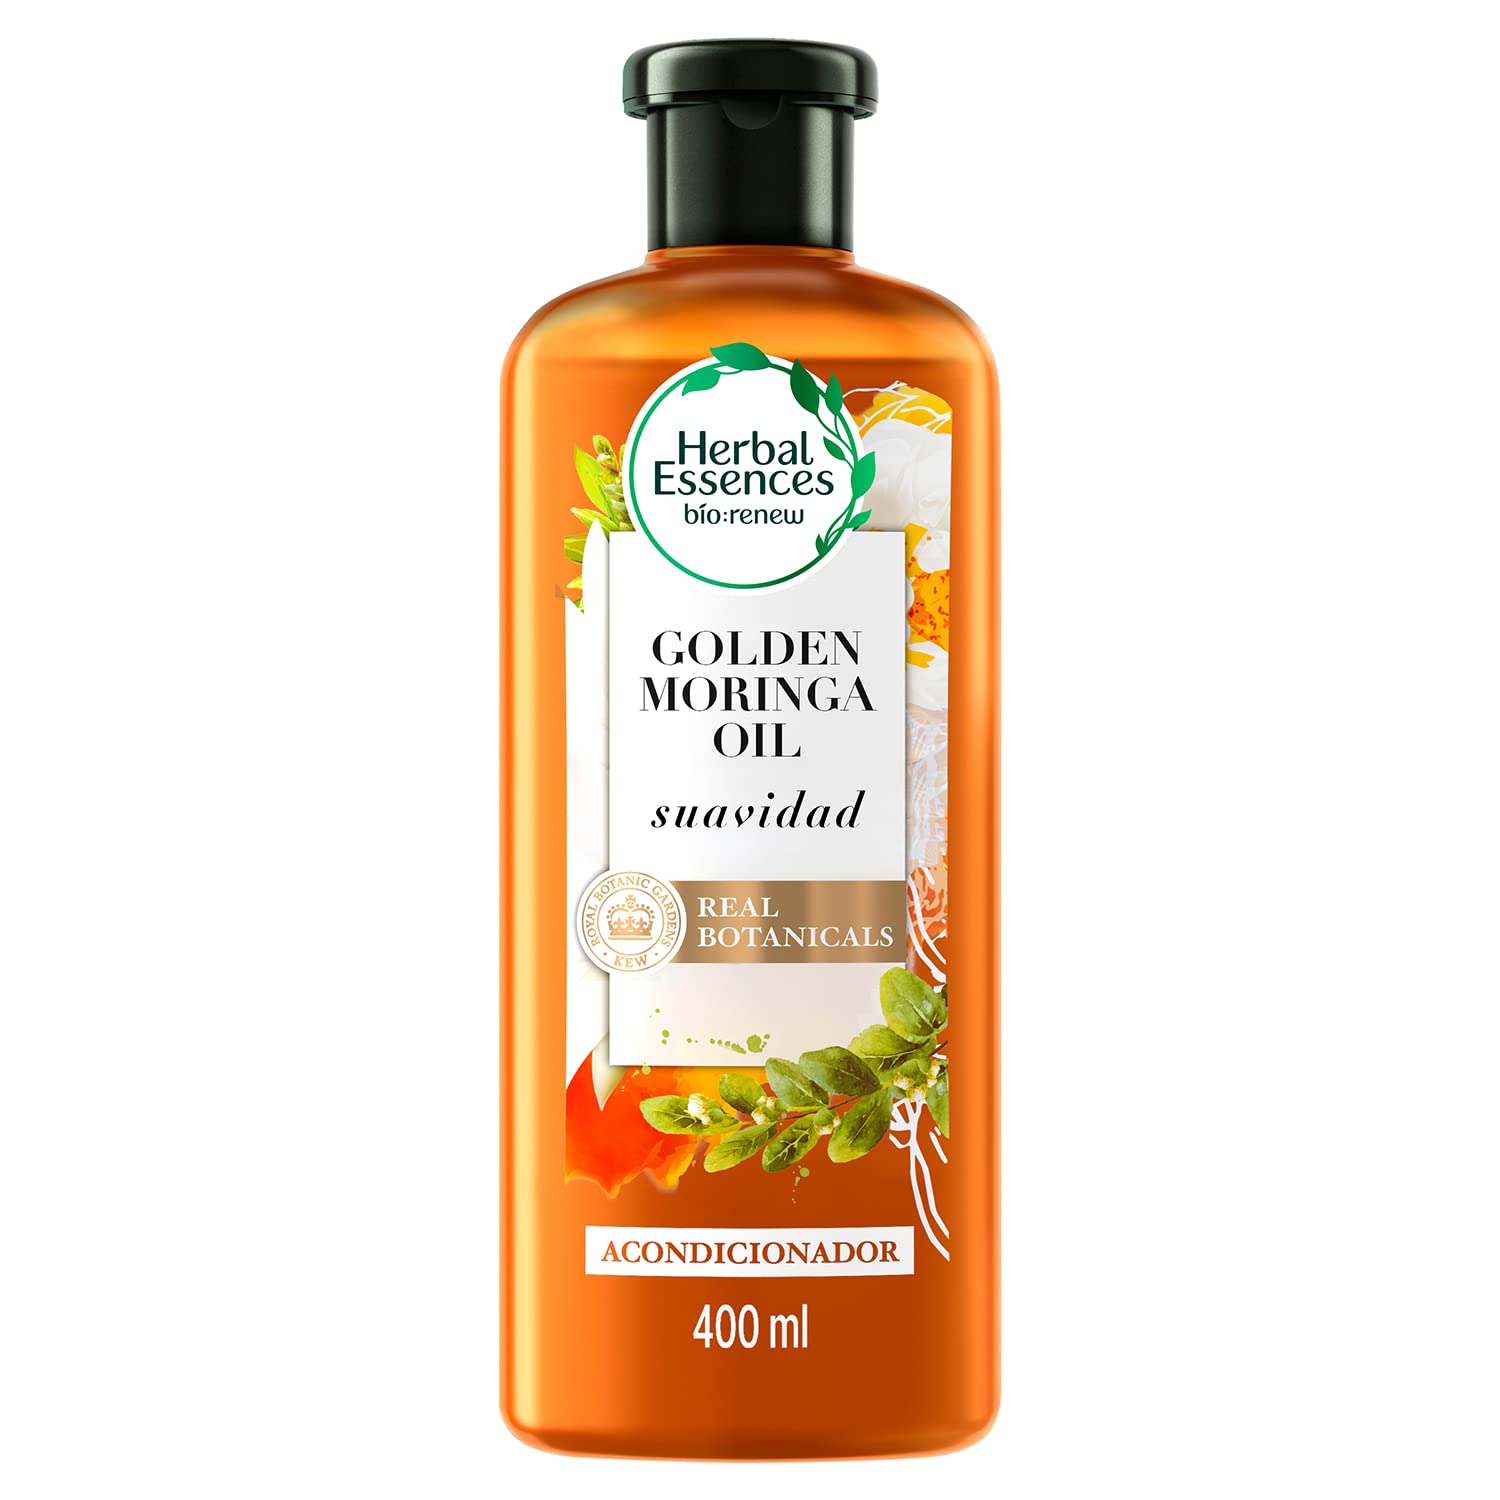 Herbal
Essences
bío:renew
GOLDEN
MORINGA
OIL
suavidad
ROYAL BOTANIC GARDENS
• KEW •
REAL
BOTANICALS
ACONDICIONADOR
400 ml